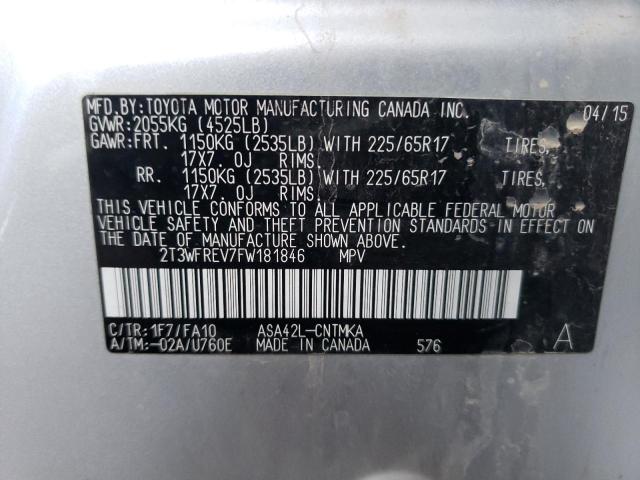 MFD.BY:TOYOTA MOTOR MANUFACTURING CANADA INC. 04/15
GVWR:2055KG (4525LB)
GAWR:FRT. 1150KG (2535LB) WITH 225/65R17 TIRES,
17X7. 0J RIMS.
RR. 1150KG (2535LB) WITH 225/65R17 TIRES,
17X7. 0J RIMS.
THIS VEHICLE CONFORMS TO ALL APPLICABLE FEDERAL MOTOR
VEHICLE SAFETY AND THEFT PREVENTION STANDARDS IN EFFECT ON
THE DATE OF MANUFACTURE SHOWN ABOVE.
2T3WFREV7FW181846 MPV
C/TR:1F7/FA10 ASA42L-CNTMKA A
A/TM:-02A/U760E MADE IN CANADA 576